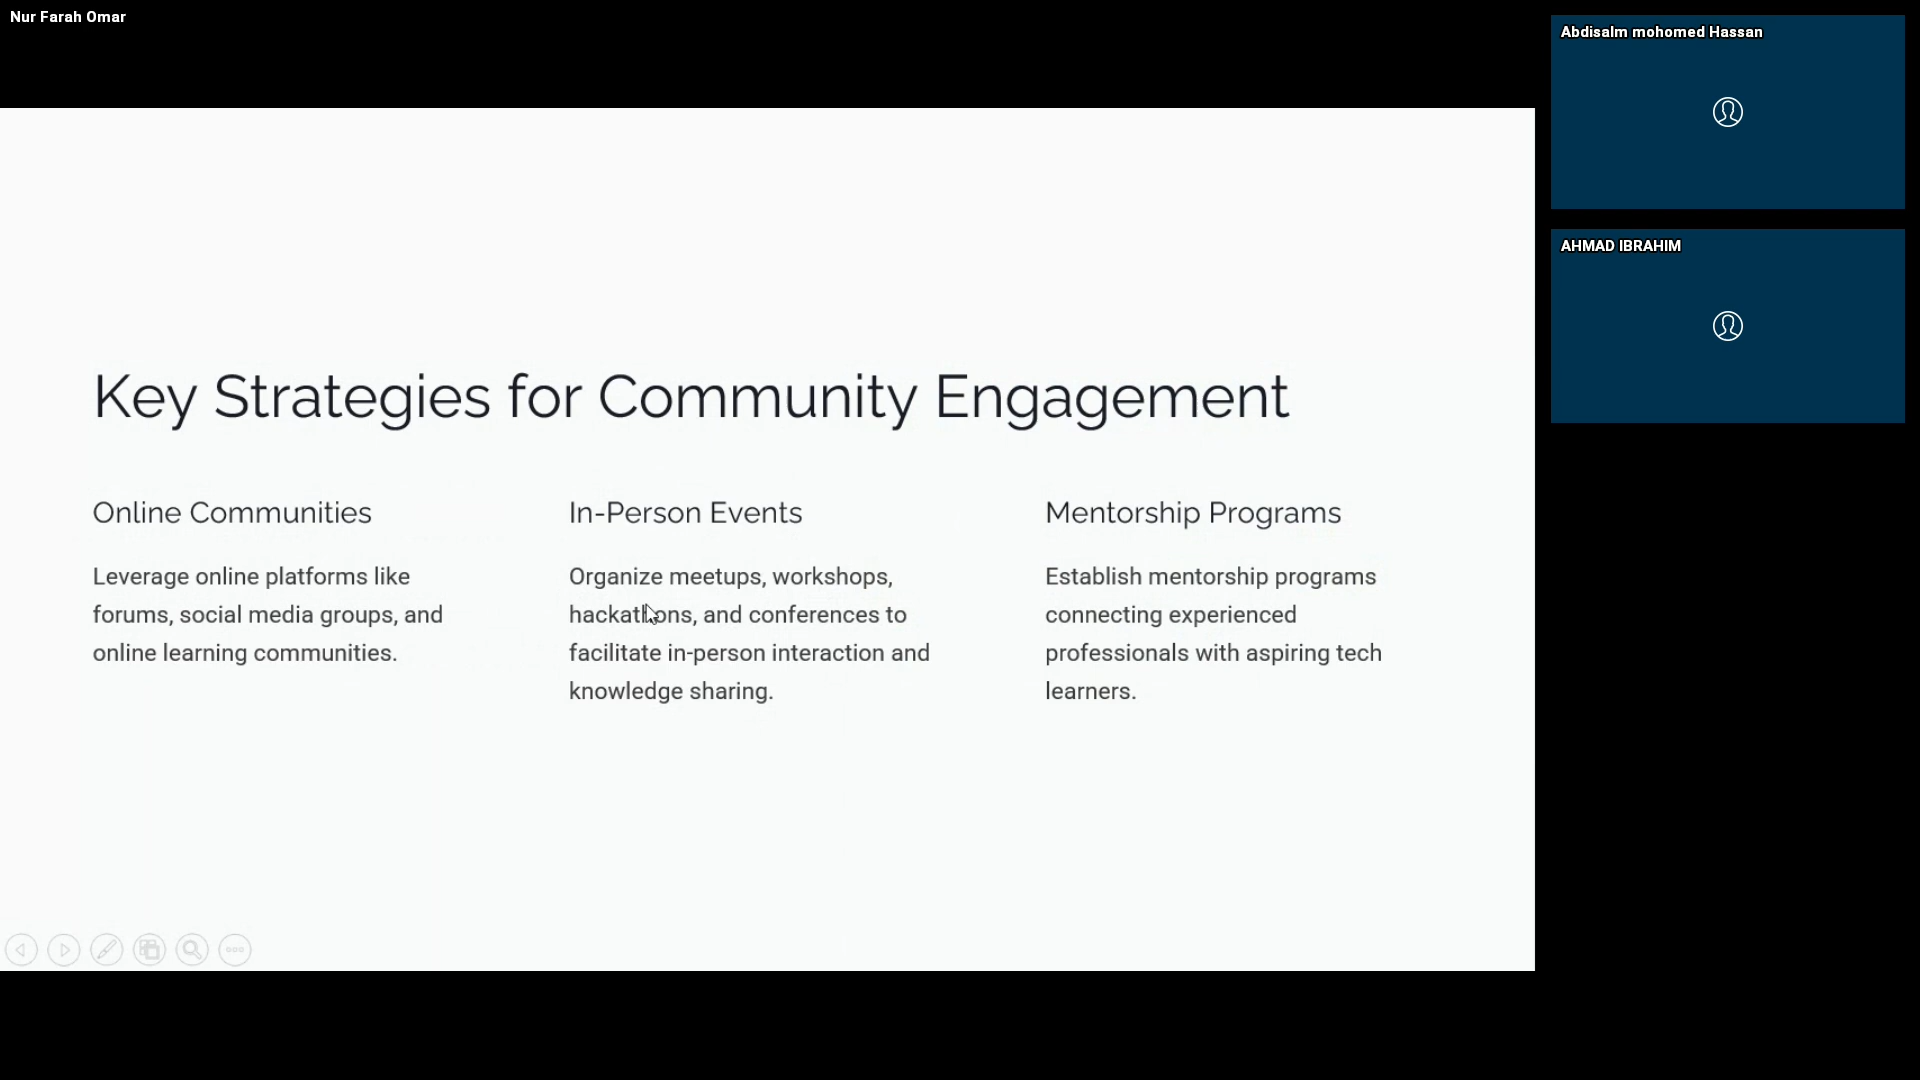 Nur Farah Omar
Abdisalm mohomed Hassan
AHMAD IBRAHIM
Key Strategies for Community Engagement
Online Communities
Leverage online platforms like
forums, social media groups, and
online learning communities.
In-Person Events
Organize meetups, workshops,
hackathons, and conferences to
facilitate in-person interaction and
knowledge sharing.
Mentorship Programs
Establish mentorship programs
connecting experienced
professionals with aspiring tech
learners.